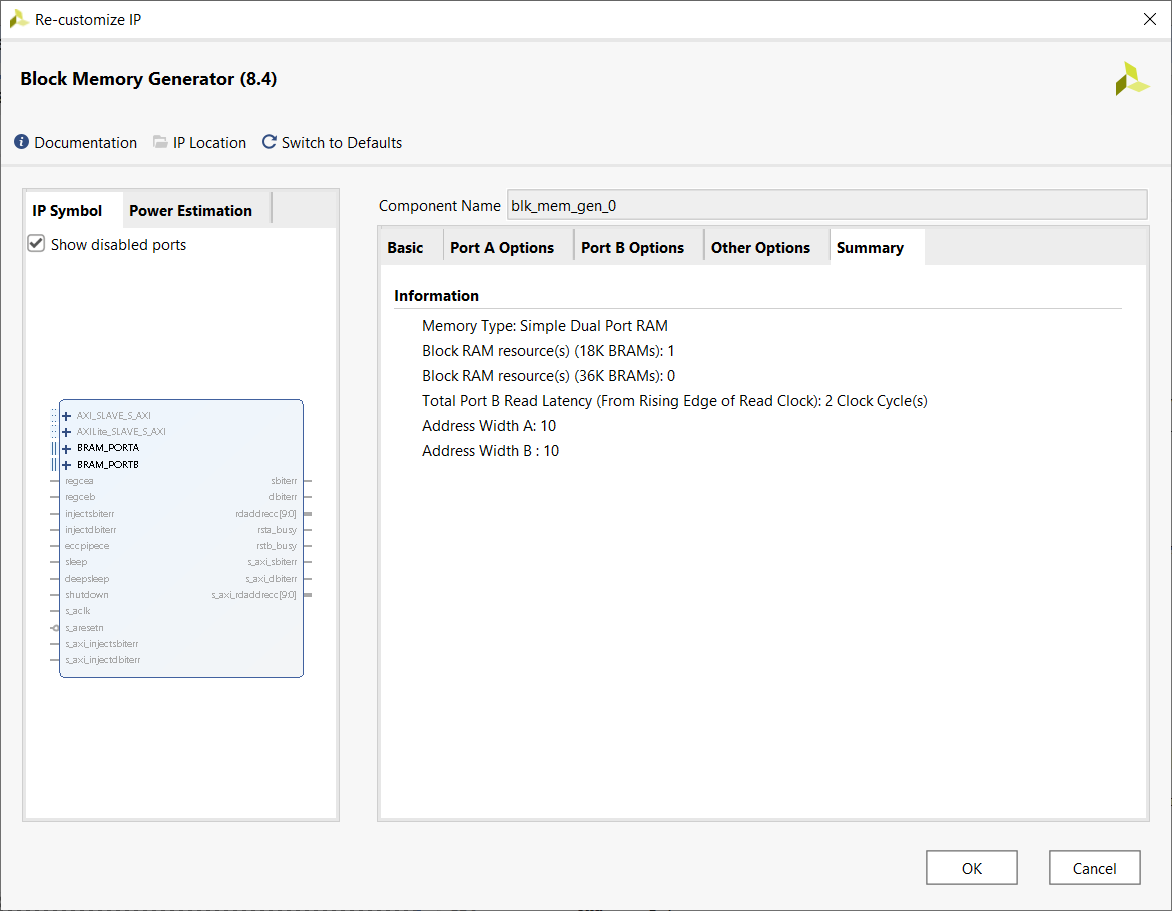 Re-customize IP
Block Memory Generator (8.4)
Documentation IP Location Switch to Defaults
IP Symbol Power Estimation
Show disabled ports
AXI_SLAVE_S_AXI
AXILite_SLAVE_S_AXI
BRAM_PORTA
BRAM_PORTB
regcea sbiterr
regceb dbiterr
injectsbiterr rdaddrecc[9:0]
injectdbiterr rsta_busy
eccpipece rstb_busy
sleep s_axi_sbiterr
deepsleep s_axi_dbiterr
shutdown s_axi_rdaddrecc[9:0]
s_aclk
s_aresetn
s_axi_injectsbiterr
s_axi_injectdbiterr
Component Name blk_mem_gen_0
Basic Port A Options Port B Options Other Options Summary
Information
Memory Type: Simple Dual Port RAM
Block RAM resource(s) (18K BRAMs): 1
Block RAM resource(s) (36K BRAMs): 0
Total Port B Read Latency (From Rising Edge of Read Clock): 2 Clock Cycle(s)
Address Width A: 10
Address Width B : 10
OK Cancel